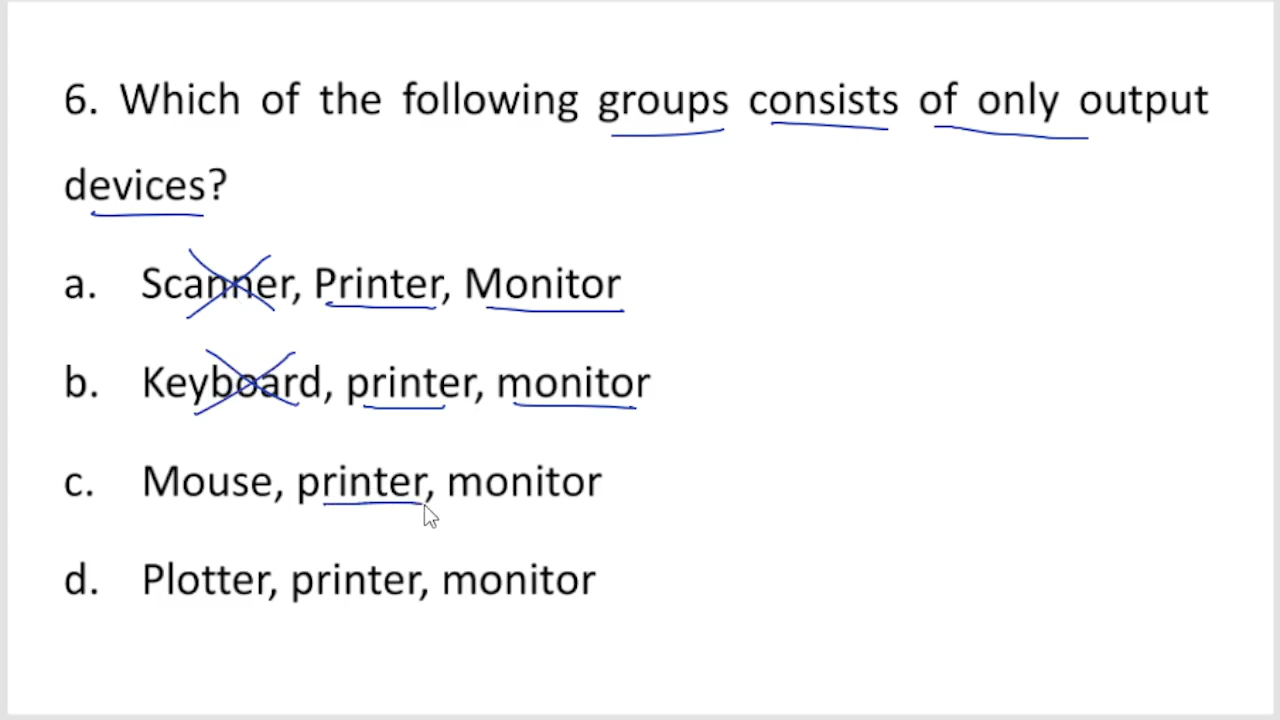 6. Which of the following groups consists of only output
devices?
a. Scanner, Printer, Monitor
b. Keyboard, printer, monitor
c. Mouse, printer, monitor
d. Plotter, printer, monitor